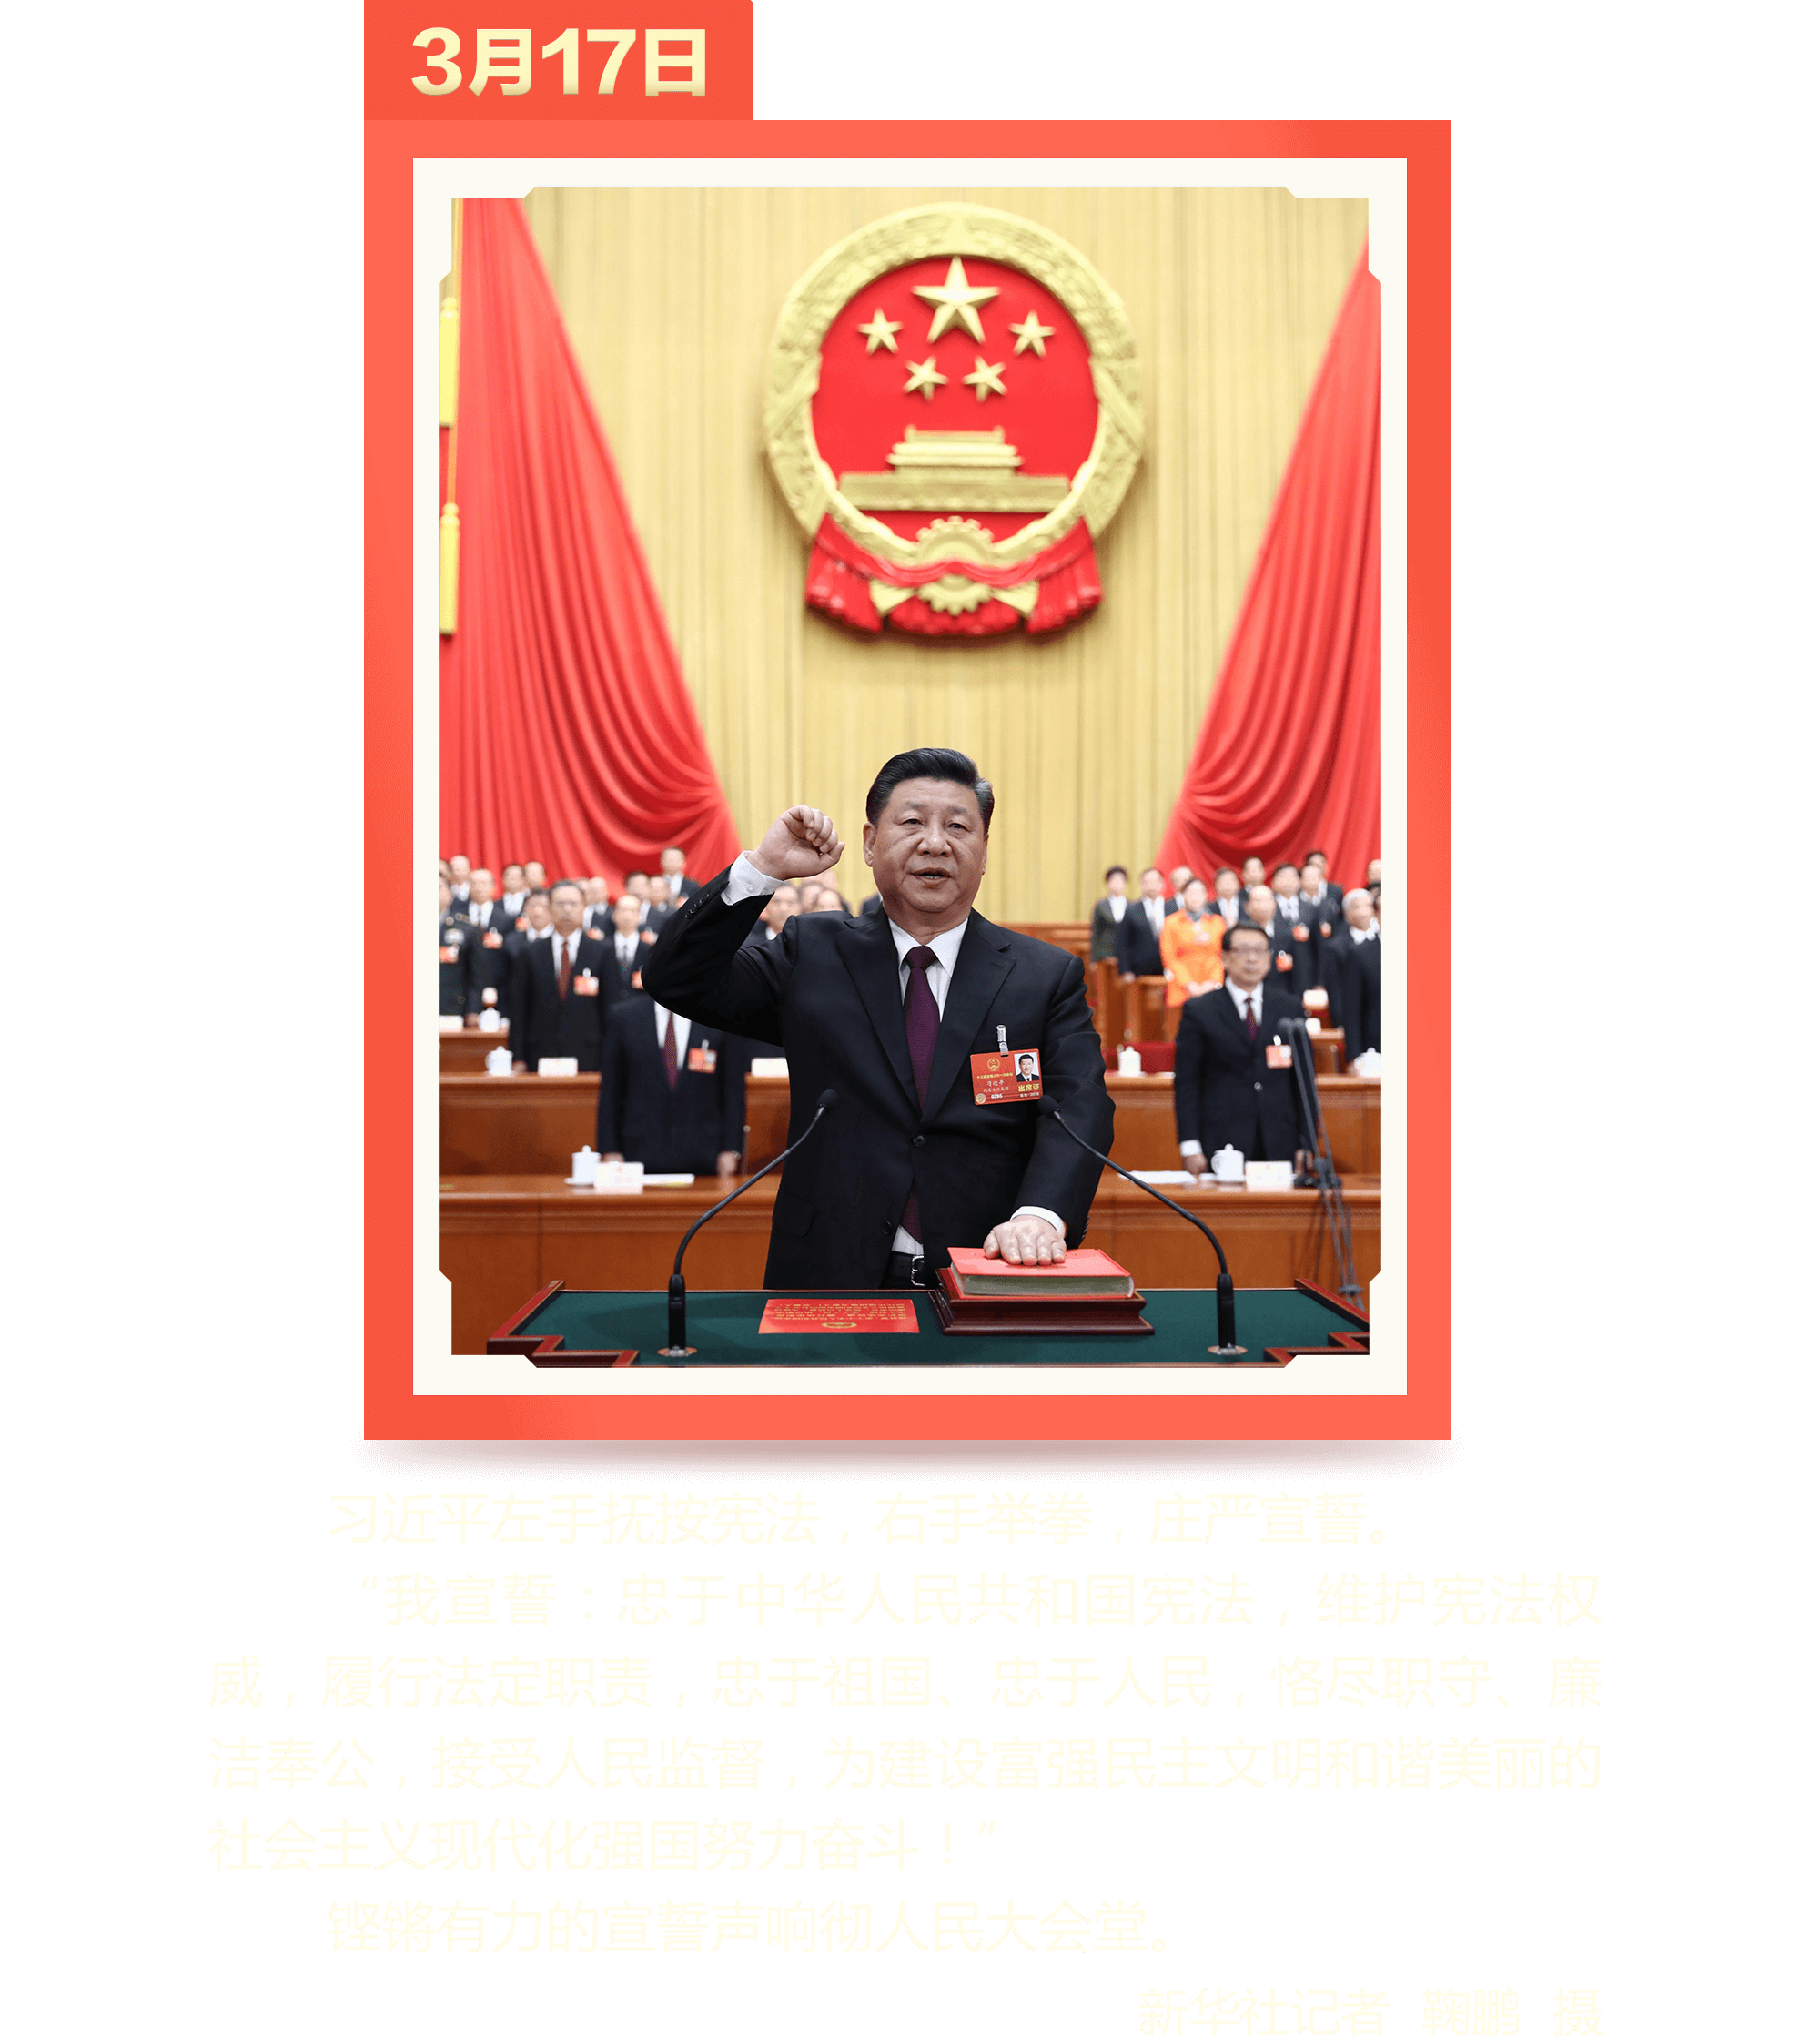 3月17日
习近平
出席证
习近平左手抚按宪法，右手举拳，庄严宣誓。
“我宣誓：忠于中华人民共和国宪法，维护宪法权
威，履行法定职责，忠于祖国、忠于人民，恪尽职守、廉
洁奉公，接受人民监督，为建设富强民主文明和谐美丽的
社会主义现代化强国努力奋斗！”
铿锵有力的宣誓声响彻人民大会堂。
新华社记者 鞠鹏 摄